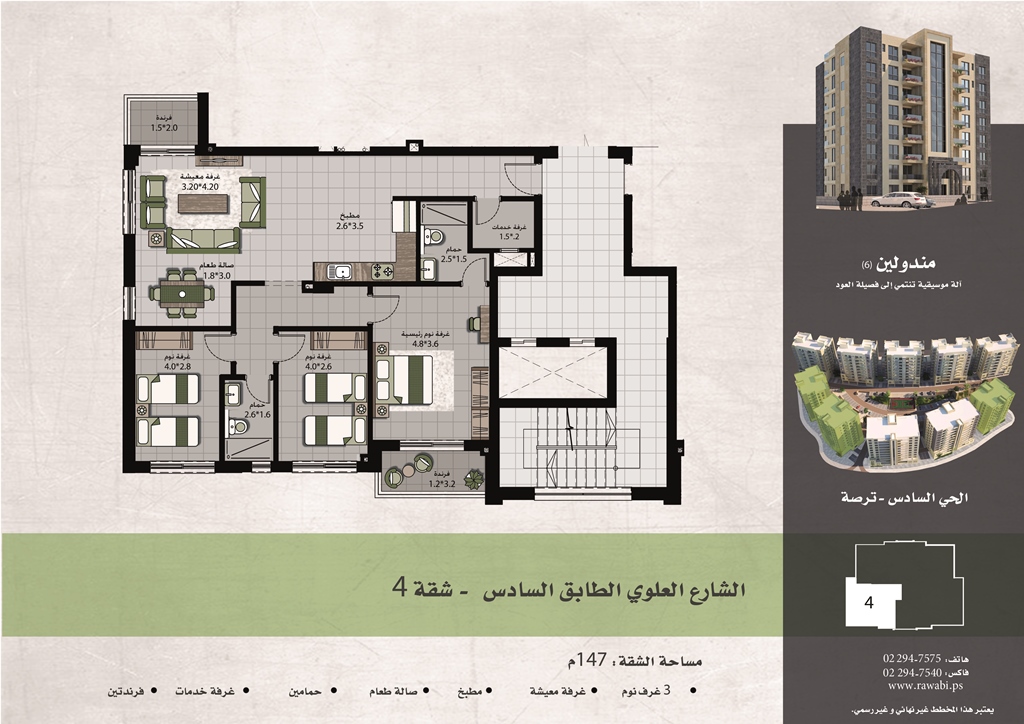 فرندة
1.5*2.0
غرفة معيشة
3.20*4.20
مطبخ
2.6*3.5
غرفة خدمات
1.5*.2
حمام
2.5*1.5
صالة طعام
1.8*3.0
غرفة نوم رئيسية
4.8*3.6
غرفة نوم
4.0*2.8
غرفة نوم
4.0*2.6
حمام
2.6*1.6
فرندة
1.2*3.2
مندولين (6)
آلة موسيقية تنتمي إلى فصيلة العود
الحي السادس - ترصة
الشارع العلوي الطابق السادس - شقة 4
4
مساحة الشقة : 147م
• 3 غرف نوم • غرفة معيشة • مطبخ • صالة طعام • حمامين • غرفة خدمات • فرندتين
هاتف: 02 294-7575
فاكس: 02 294-7540
www.rawabi.ps
يعتبر هذا المخطط غير نهائي و غير رسمي.